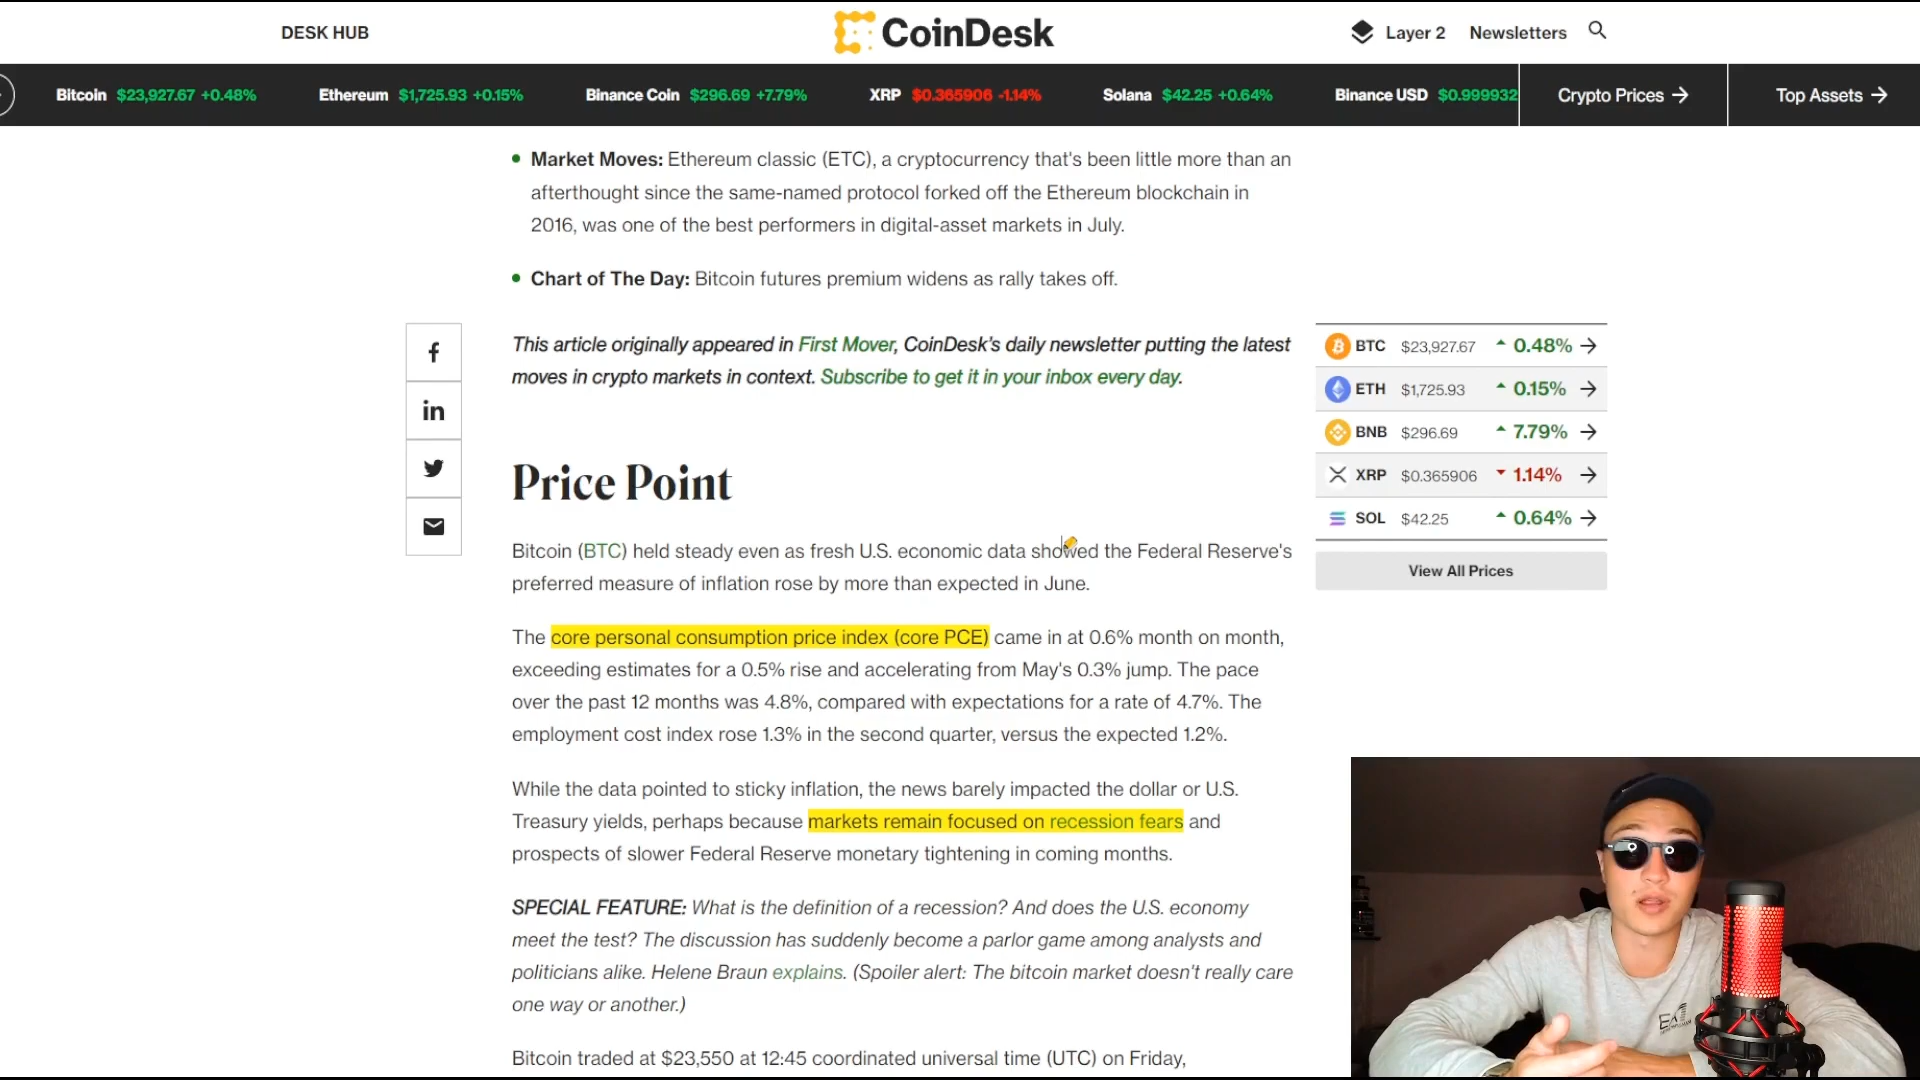 DESK HUB
CoinDesk
Layer 2 Newsletters
Bitcoin $23,927.67 +0.48% Ethereum $1,725.93 +0.15% Binance Coin $296.69 +7.79% XRP $0.365906 -1.14% Solana $42.25 +0.64% Binance USD $0.999932 Crypto Prices → Top Assets →
• Market Moves: Ethereum classic (ETC), a cryptocurrency that's been little more than an
afterthought since the same-named protocol forked off the Ethereum blockchain in
2016, was one of the best performers in digital-asset markets in July.
• Chart of The Day: Bitcoin futures premium widens as rally takes off.
This article originally appeared in First Mover, CoinDesk's daily newsletter putting the latest
moves in crypto markets in context. Subscribe to get it in your inbox every day.
Price Point
Bitcoin (BTC) held steady even as fresh U.S. economic data showed the Federal Reserve's
preferred measure of inflation rose by more than expected in June.
The core personal consumption price index (core PCE) came in at 0.6% month on month,
exceeding estimates for a 0.5% rise and accelerating from May's 0.3% jump. The pace
over the past 12 months was 4.8%, compared with expectations for a rate of 4.7%. The
employment cost index rose 1.3% in the second quarter, versus the expected 1.2%.
While the data pointed to sticky inflation, the news barely impacted the dollar or U.S.
Treasury yields, perhaps because markets remain focused on recession fears and
prospects of slower Federal Reserve monetary tightening in coming months.
SPECIAL FEATURE: What is the definition of a recession? And does the U.S. economy
meet the test? The discussion has suddenly become a parlor game among analysts and
politicians alike. Helene Braun explains. (Spoiler alert: The bitcoin market doesn't really care
one way or another.)
Bitcoin traded at $23,550 at 12:45 coordinated universal time (UTC) on Friday,
BTC $23,927.67 0.48% →
ETH $1,725.93 0.15% →
BNB $296.69 7.79% →
XRP $0.365906 1.14% →
SOL $42.25 0.64% →
View All Prices